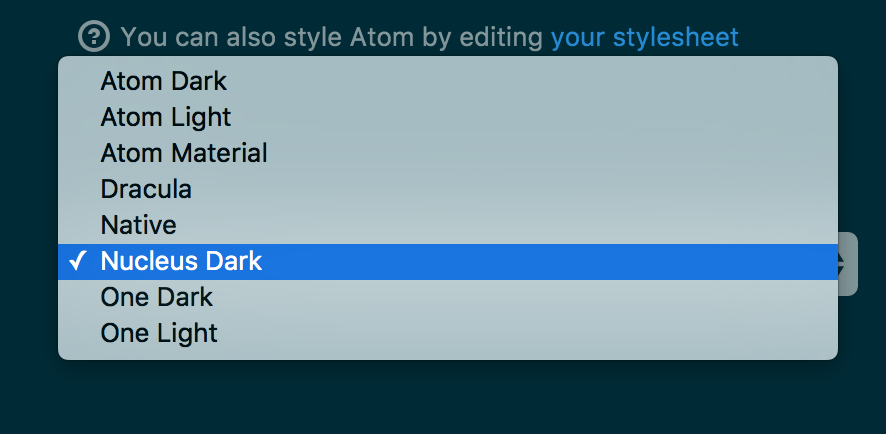 You can also style Atom by editing your stylesheet
Atom Dark
Atom Light
Atom Material
Dracula
Native
✓ Nucleus Dark
One Dark
One Light